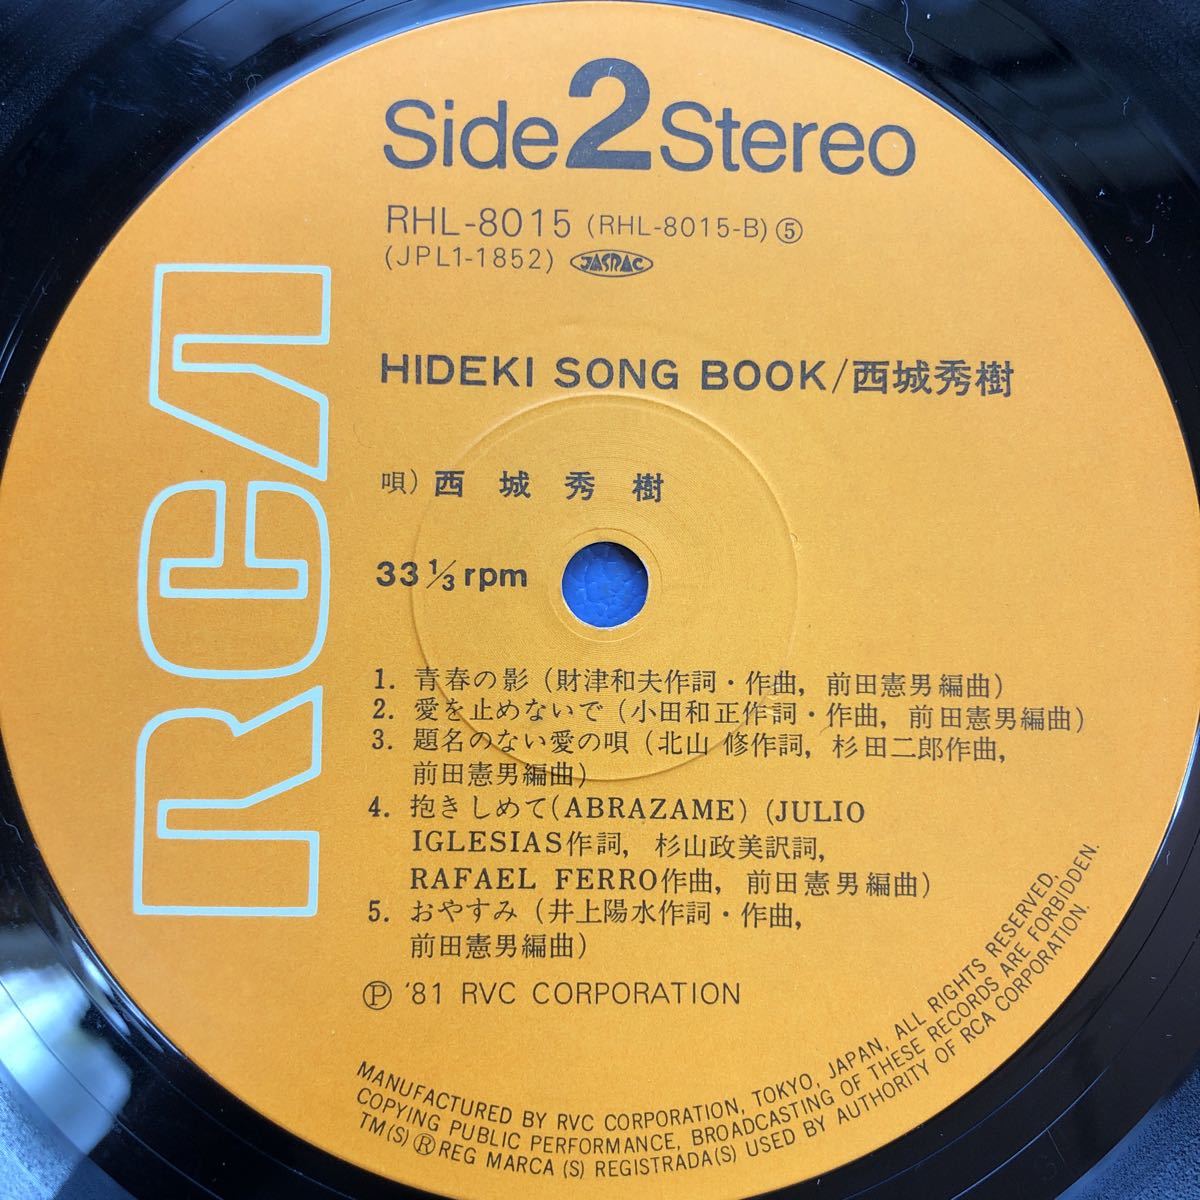 Side 2 Stereo
RHL-8015 (RHL-8015-B) ⑤
(JPL1-1852) JASRAC
HIDEKI SONG BOOK/西城秀樹
唄) 西城秀樹
33 1/3 rpm
1. 青春の影 (財津和夫作詞・作曲, 前田憲男編曲)
2. 愛を止めないで (小田和正作詞・作曲, 前田憲男編曲)
3. 題名のない愛の唄 (北山 修作詞, 杉田二郎作曲,
前田憲男編曲)
4. 抱きしめて(ABRAZAME) (JULIO
IGLESIAS作詞, 杉山政美訳詞,
RAFAEL FERRO作曲, 前田憲男編曲)
5. おやすみ (井上陽水作詞・作曲,
前田憲男編曲)
Ⓟ '81 RVC CORPORATION
MANUFACTURED BY RVC CORPORATION, TOKYO, JAPAN, ALL RIGHTS RESERVED,
COPYING PUBLIC PERFORMANCE, BROADCASTING OF THESE RECORDS ARE FORBIDDEN.
TM(S) ® REG MARCA (S) REGISTRADA(S) USED BY AUTHORITY OF RCA CORPORATION.
RCA